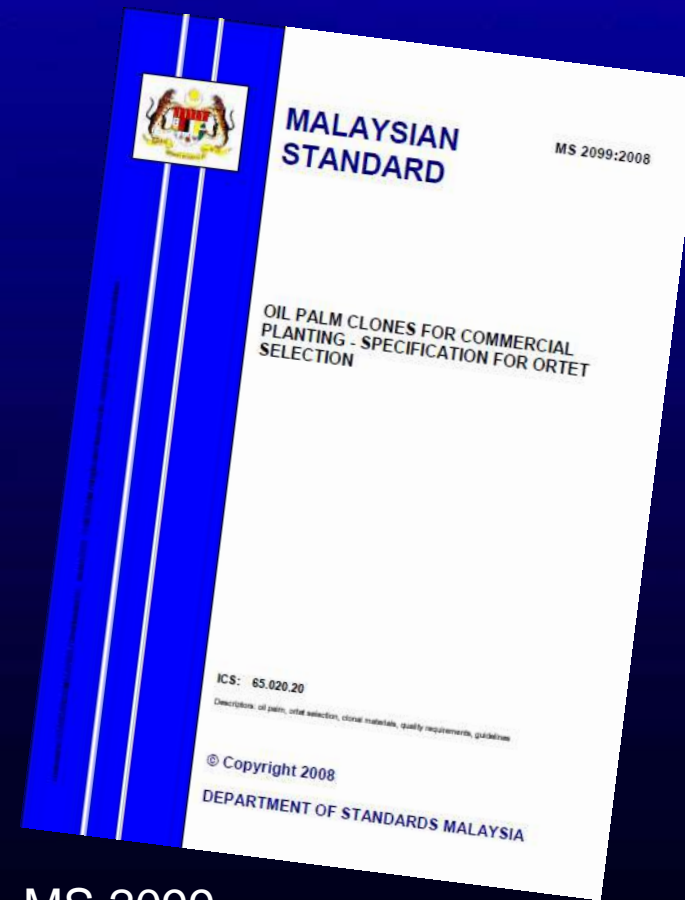 MALAYSIAN
STANDARD
MS 2099:2008
OIL PALM CLONES FOR COMMERCIAL
PLANTING - SPECIFICATION FOR ORTET
SELECTION
ICS: 65.020.20
Descriptors: oil palm, ortet selection, clonal materials, quality requirements, guidelines
© Copyright 2008
DEPARTMENT OF STANDARDS MALAYSIA
MS 2099